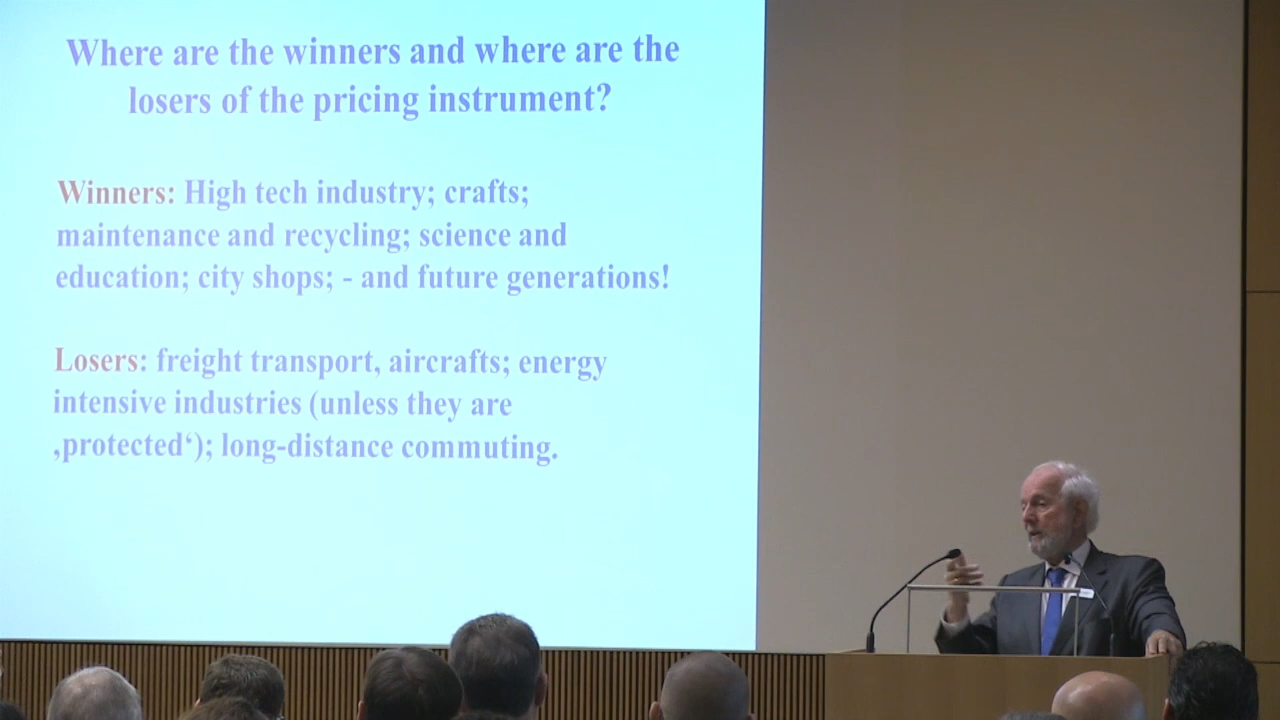 Where are the winners and where are the
losers of the pricing instrument?
Winners: High tech industry; crafts;
maintenance and recycling; science and
education; city shops; - and future generations!
Losers: freight transport, aircrafts; energy
intensive industries (unless they are
‚protected‘); long-distance commuting.